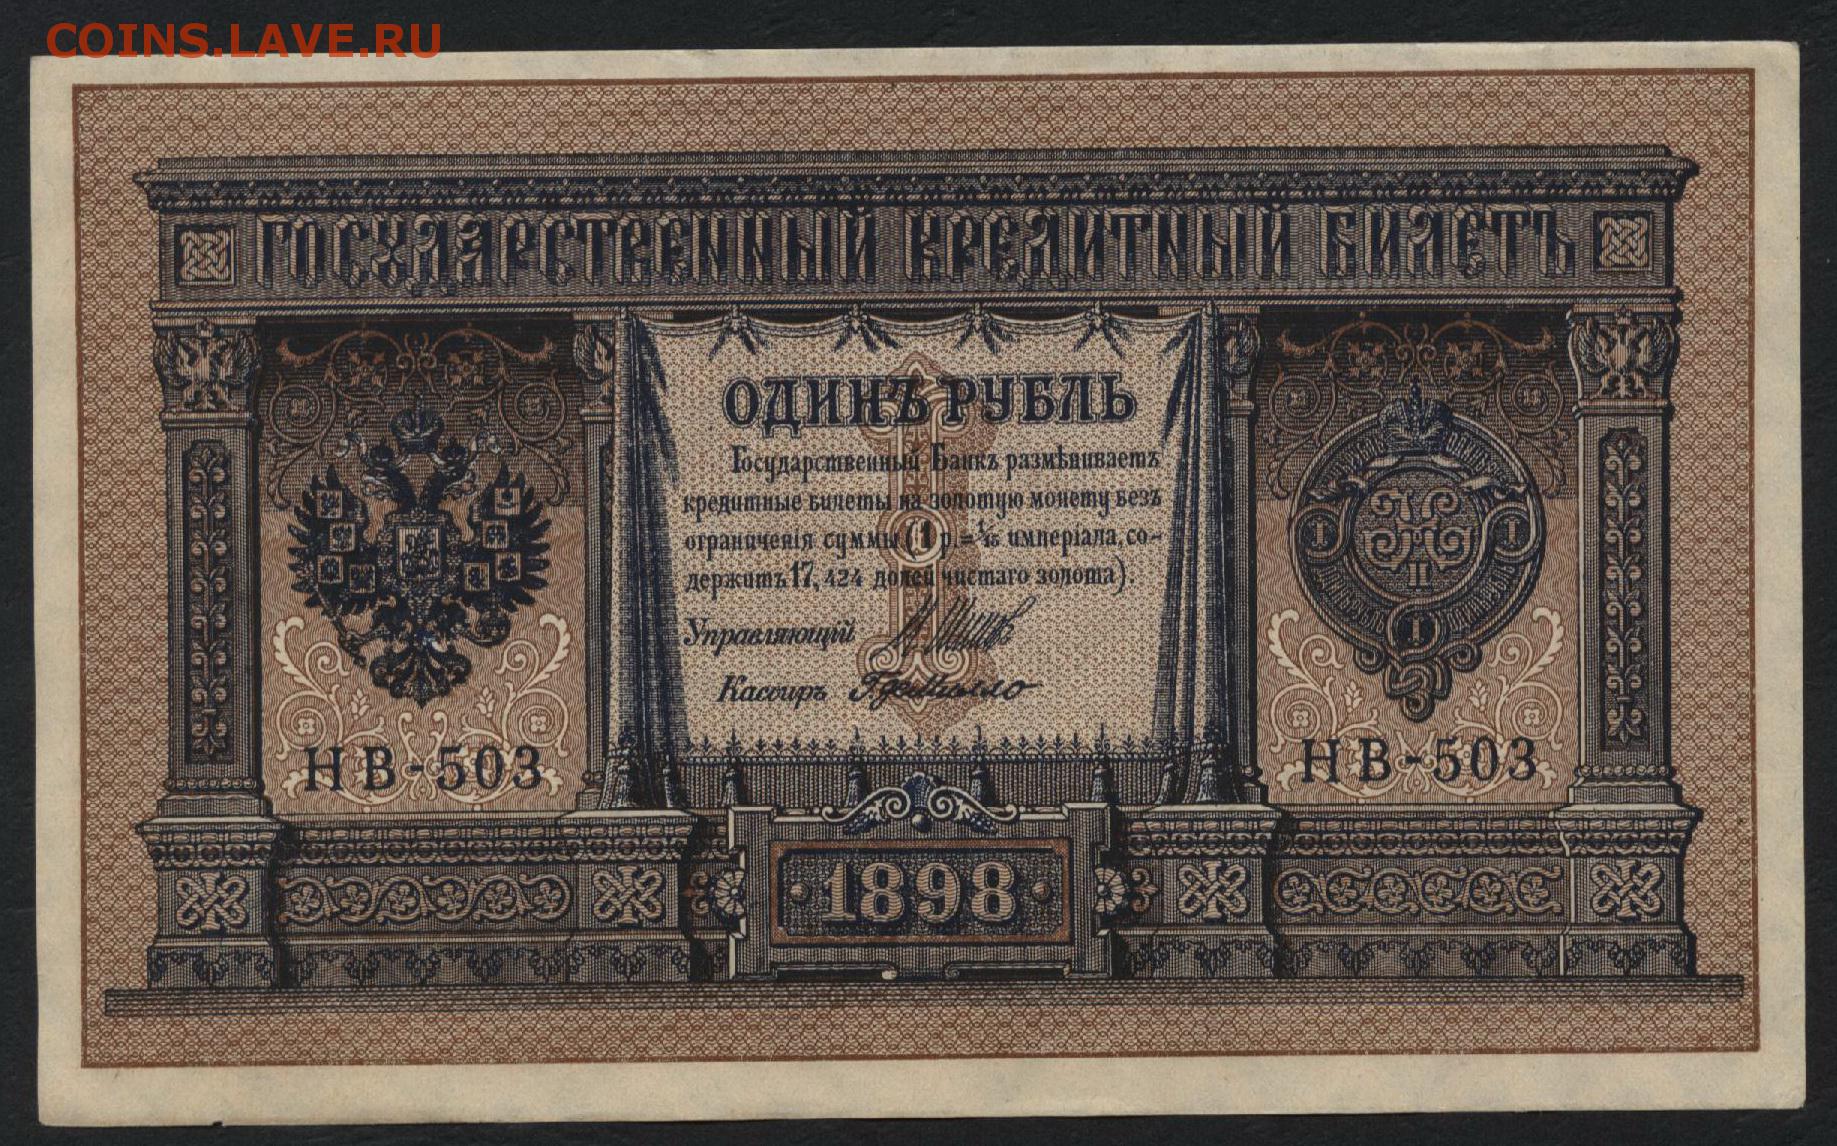 COINS.LAVE.RU
ГОСУДАРСТВЕННЫЙ КРЕДИТНЫЙ БИЛЕТЪ
ОДИНЪ РУБЛЬ
Государственный Банкъ размѣниваетъ
кредитные билеты на золотую монету безъ
ограниченія суммы (1 р. = 1/15 имперіала, со-
держитъ 17,424 долей чистаго золота).
Управляющій
Кассиръ
НВ-503
НВ-503
I
I
I
II
1898